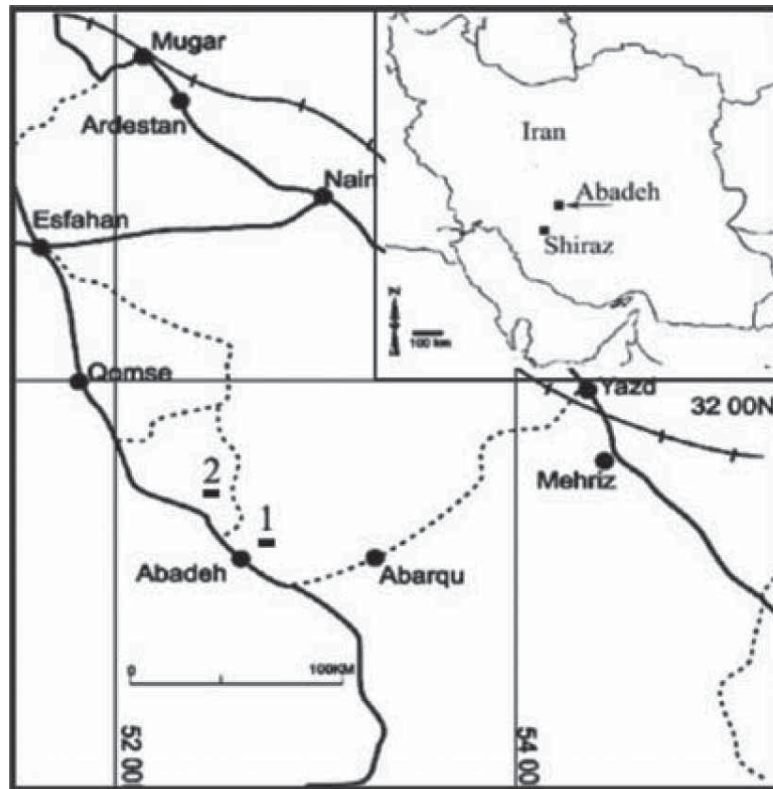 Mugar
Ardestan
Nain
Esfahan
Qomse
Iran
Abadeh
Shiraz
N
100 km
Yazd
32 00N
Mehriz
2
1
Abadeh
Abarqu
0 100KM
52 00
54 00